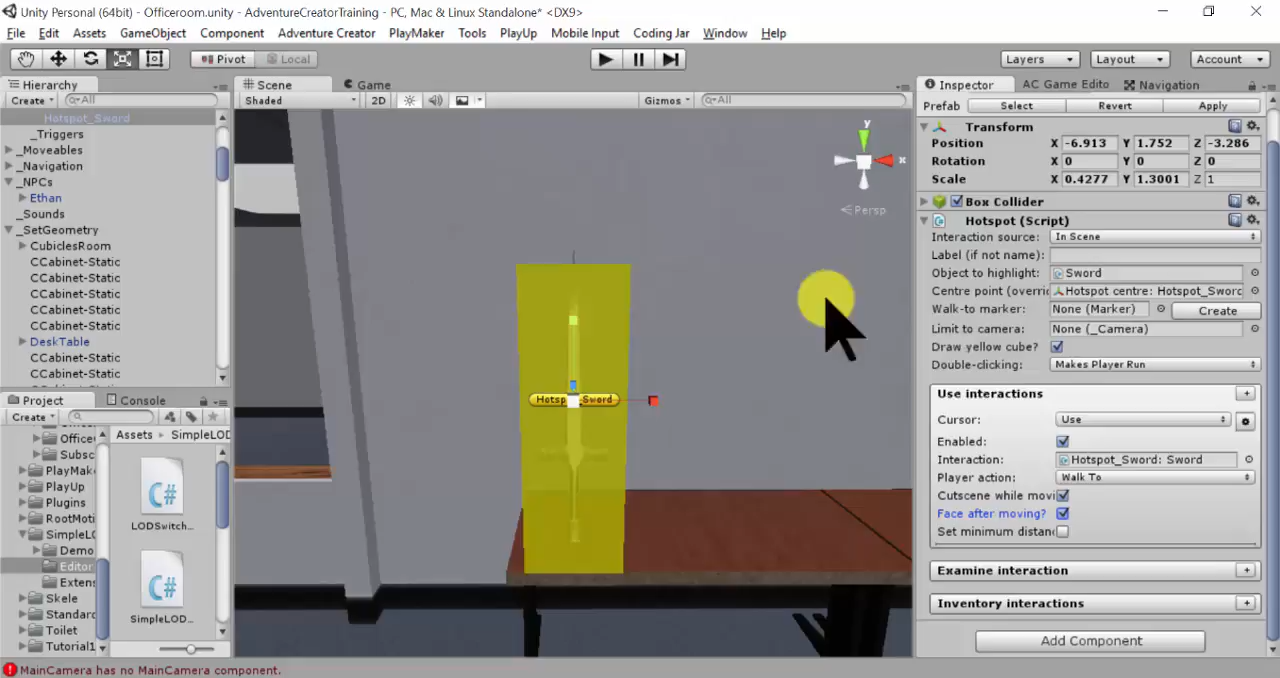 Unity Personal (64bit) - Officeroom.unity - AdventureCreatorTraining - PC, Mac & Linux Standalone* <DX9>
File Edit Assets GameObject Component Adventure Creator PlayMaker Tools PlayUp Mobile Input Coding Jar Window Help
Pivot Local Layers Layout Account
Hierarchy
Create All
Hotspot_Sword
_Triggers
_Moveables
_Navigation
_NPCs
Ethan
_Sounds
_SetGeometry
CubiclesRoom
CCabinet-Static
CCabinet-Static
CCabinet-Static
CCabinet-Static
CCabinet-Static
DeskTable
CCabinet-Static
CCabinet-Static
Project Console
Create
Office
Subsc
PlayMak
PlayUp
Plugins
RootMoti
SimpleLO
Demo
Editor
Extens
Skele
Standar
Toilet
Tutorial1
Assets SimpleLOD
LODSwitch...
SimpleLOD...
Scene Game
Shaded 2D Gizmos All
y
x
Persp
Hotsp _Sword
Inspector AC Game Edito Navigation
Prefab Select Revert Apply
Transform
Position X -6.913 Y 1.752 Z -3.286
Rotation X 0 Y 0 Z 0
Scale X 0.4277 Y 1.3001 Z 1
Box Collider
Hotspot (Script)
Interaction source: In Scene
Label (if not name):
Object to highlight: Sword
Centre point (overri Hotspot centre: Hotspot_Sword
Walk-to marker: None (Marker) Create
Limit to camera: None (_Camera)
Draw yellow cube?
Double-clicking: Makes Player Run
Use interactions +
Cursor: Use
Enabled:
Interaction: Hotspot_Sword: Sword
Player action: Walk To
Cutscene while movi
Face after moving?
Set minimum distan
Examine interaction +
Inventory interactions +
Add Component
MainCamera has no MainCamera component.